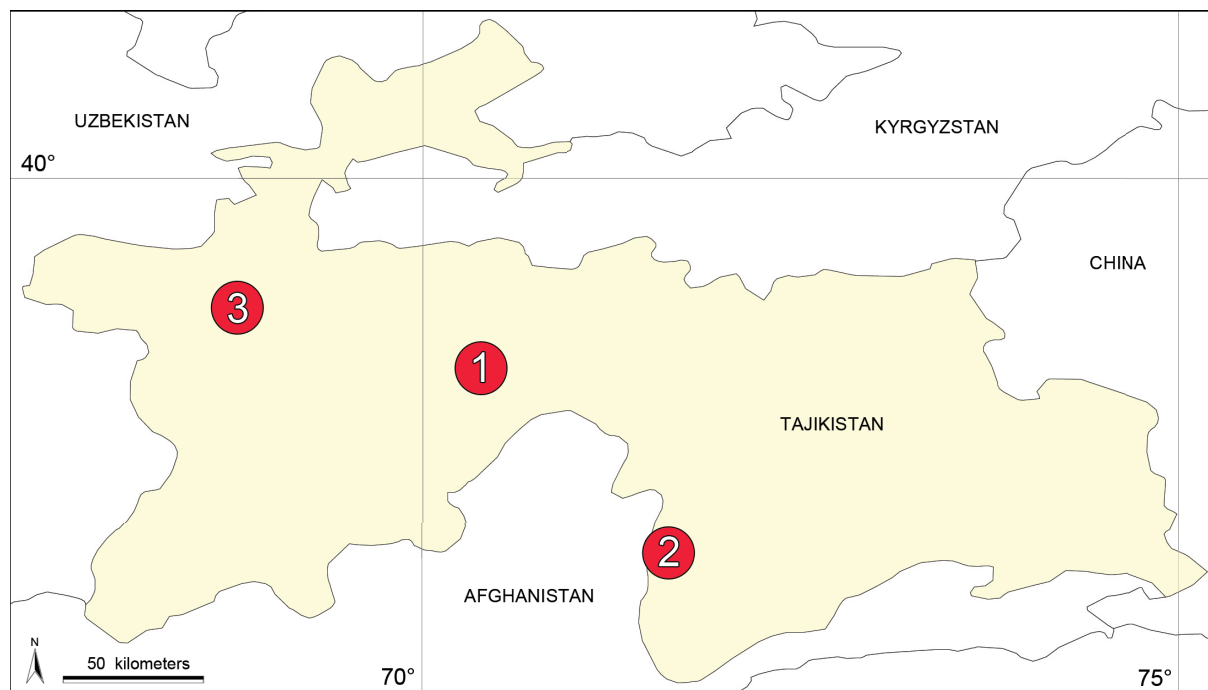 UZBEKISTAN
KYRGYZSTAN
40°
CHINA
3
1
TAJIKISTAN
2
AFGHANISTAN
N
50 kilometers
70°
75°